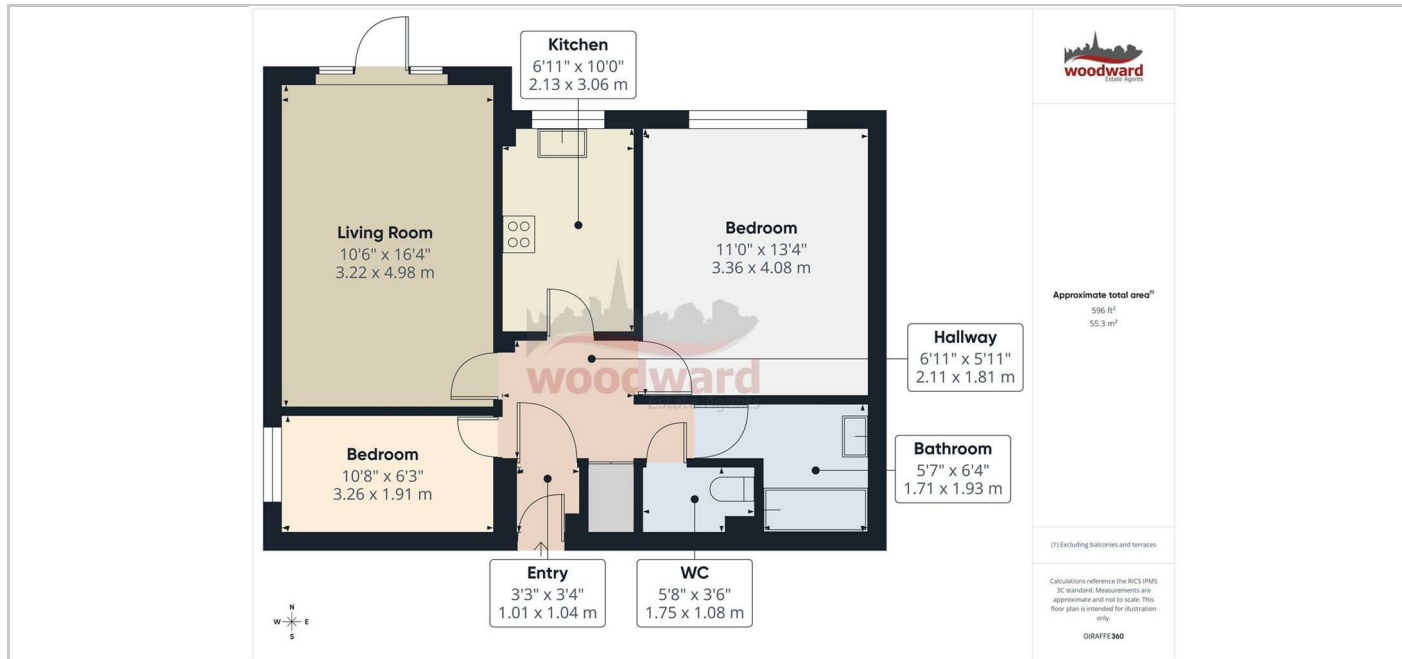 Kitchen
6'11" x 10'0"
2.13 x 3.06 m
Living Room
10'6" x 16'4"
3.22 x 4.98 m
Bedroom
11'0" x 13'4"
3.36 x 4.08 m
Hallway
6'11" x 5'11"
2.11 x 1.81 m
woodward
Estate Agents
Bedroom
10'8" x 6'3"
3.26 x 1.91 m
Bathroom
5'7" x 6'4"
1.71 x 1.93 m
Entry
3'3" x 3'4"
1.01 x 1.04 m
WC
5'8" x 3'6"
1.75 x 1.08 m
N
W E
S
woodward
Estate Agents
Approximate total area(1)
596 ft²
55.3 m²
(1) Excluding balconies and terraces
Calculations reference the RICS IPMS
3C standard. Measurements are
approximate and not to scale. This
floor plan is intended for illustration
only.
GIRAFFE360